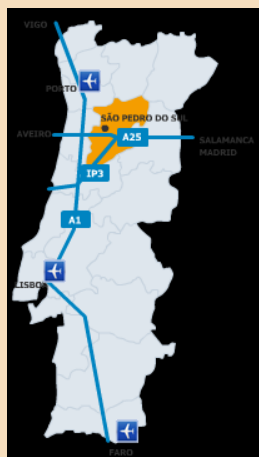 VIGO
PORTO
SÃO PEDRO DO SUL
AVEIRO
A25
SALAMANCA
MADRID
IP3
A1
LISBOA
FARO